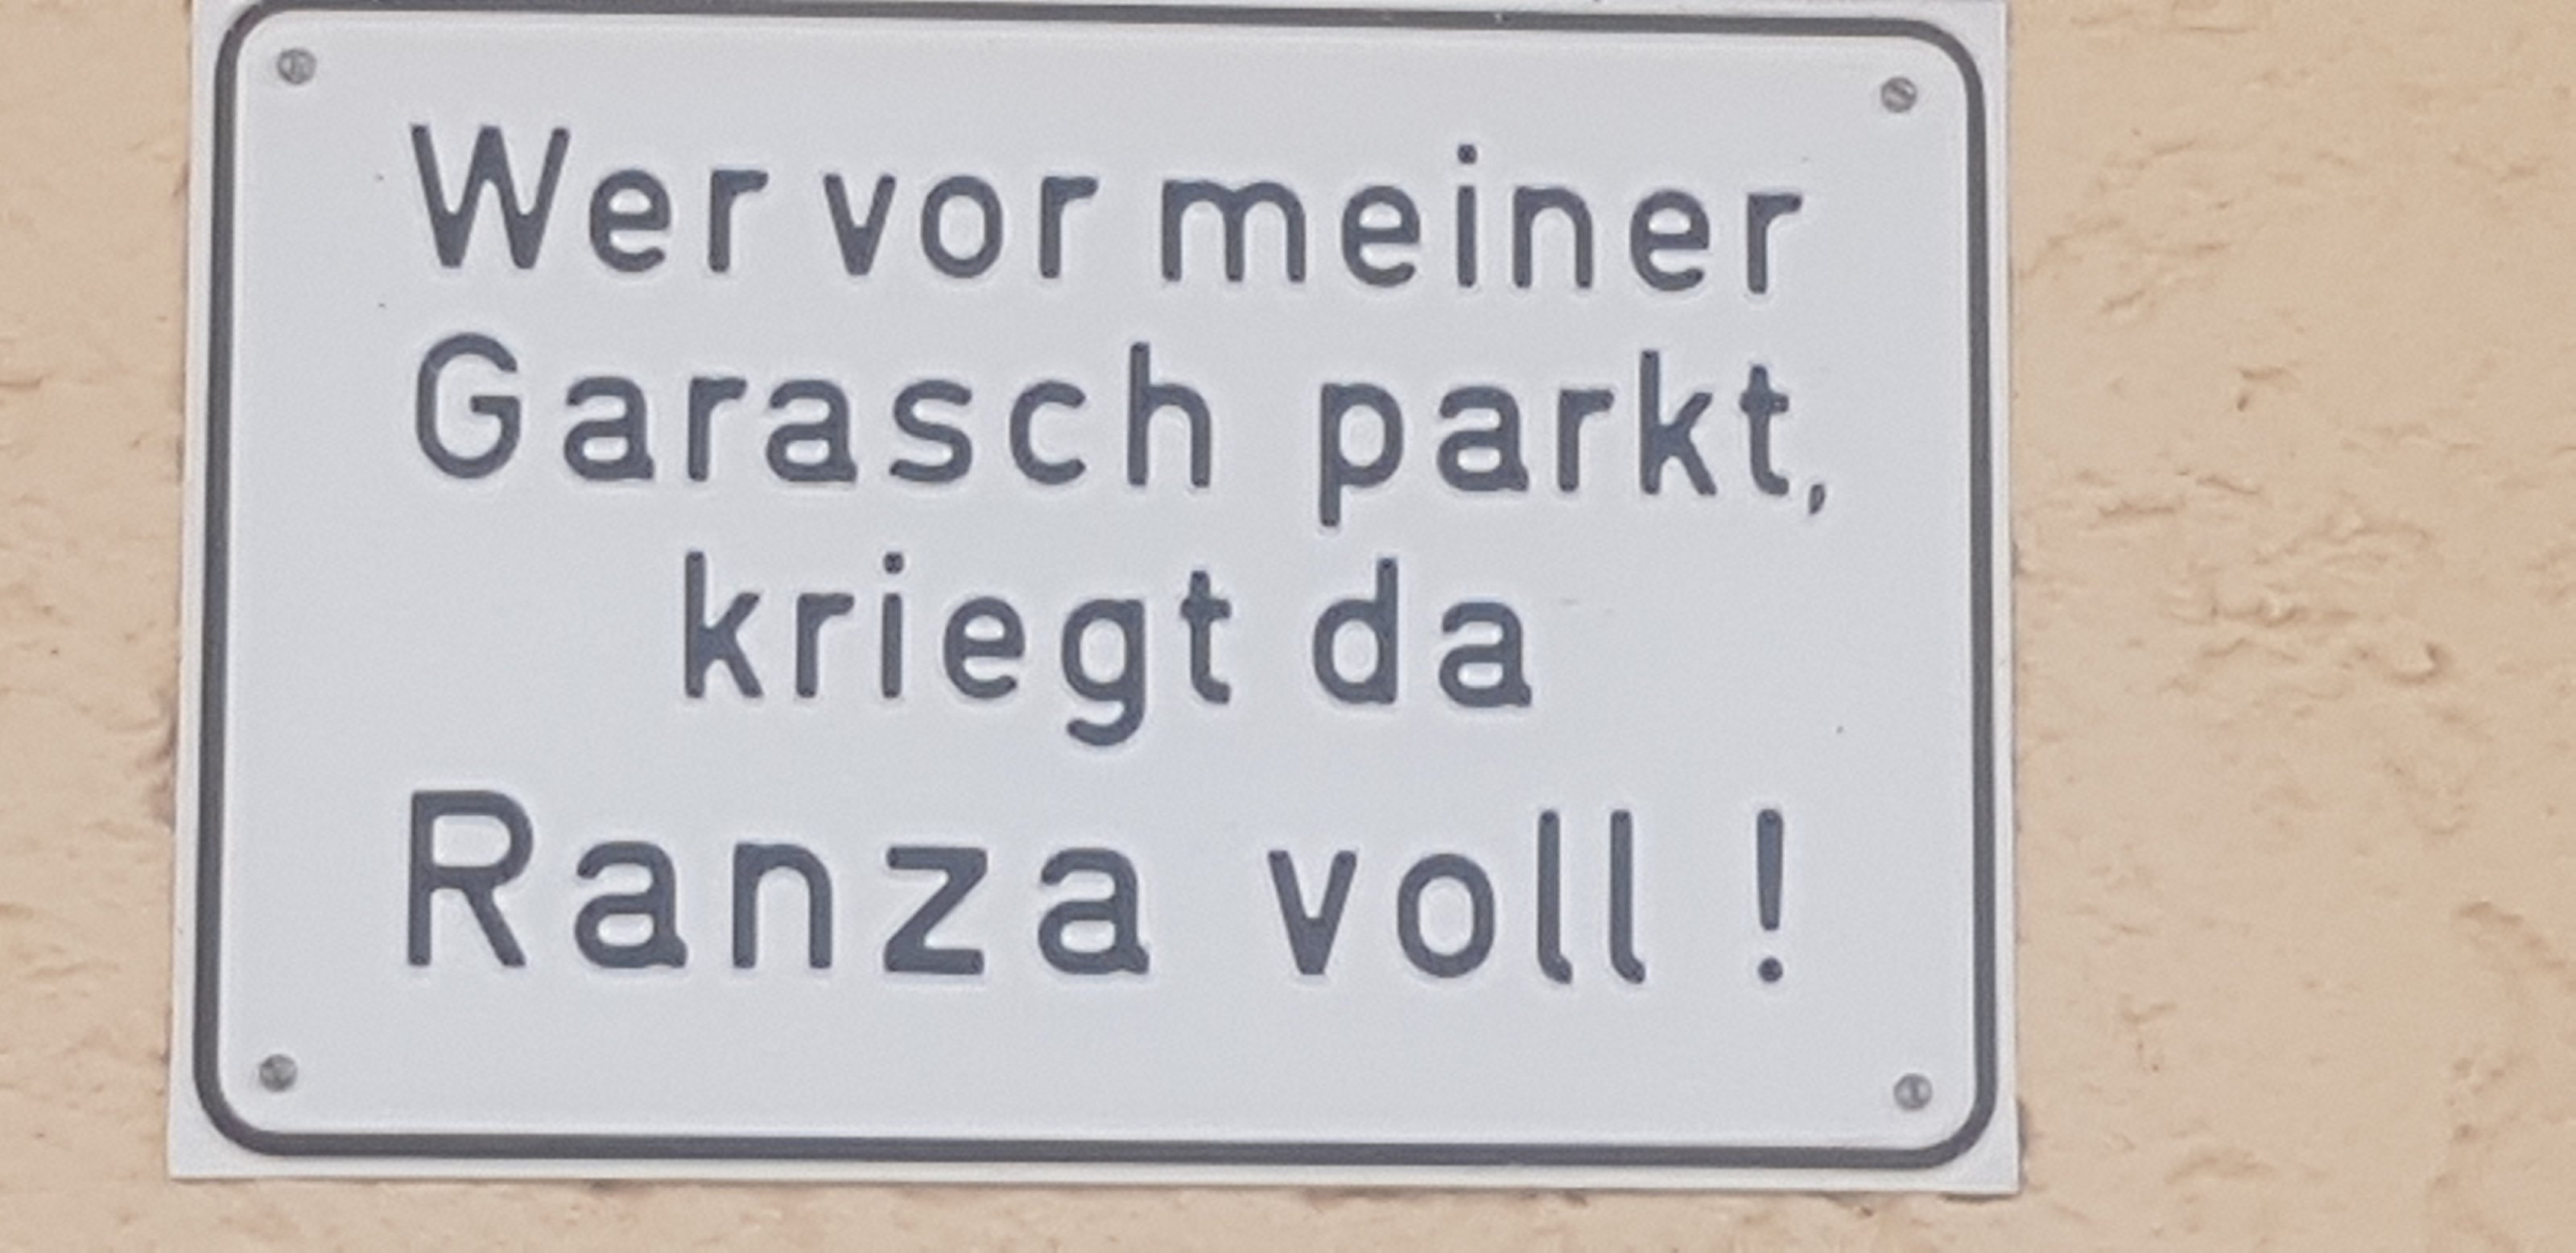 Wer vor meiner
Garasch parkt,
kriegt da
Ranza voll !